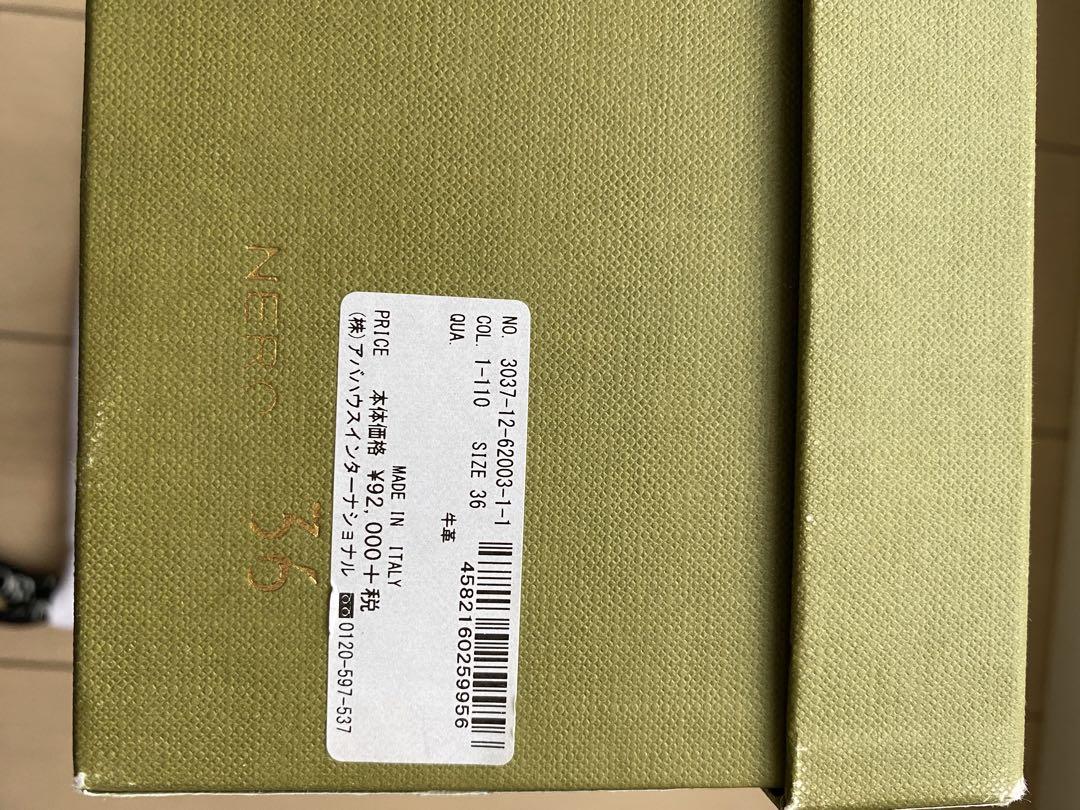 NO. 3037-12-62003-1-1
COL. 1-110 SIZE 36
QUA.
牛革
4582160259956
MADE IN ITALY
PRICE 本体価格 ¥92,000+税
(株)アバハウスインターナショナル 0120-597-537
NERO 36